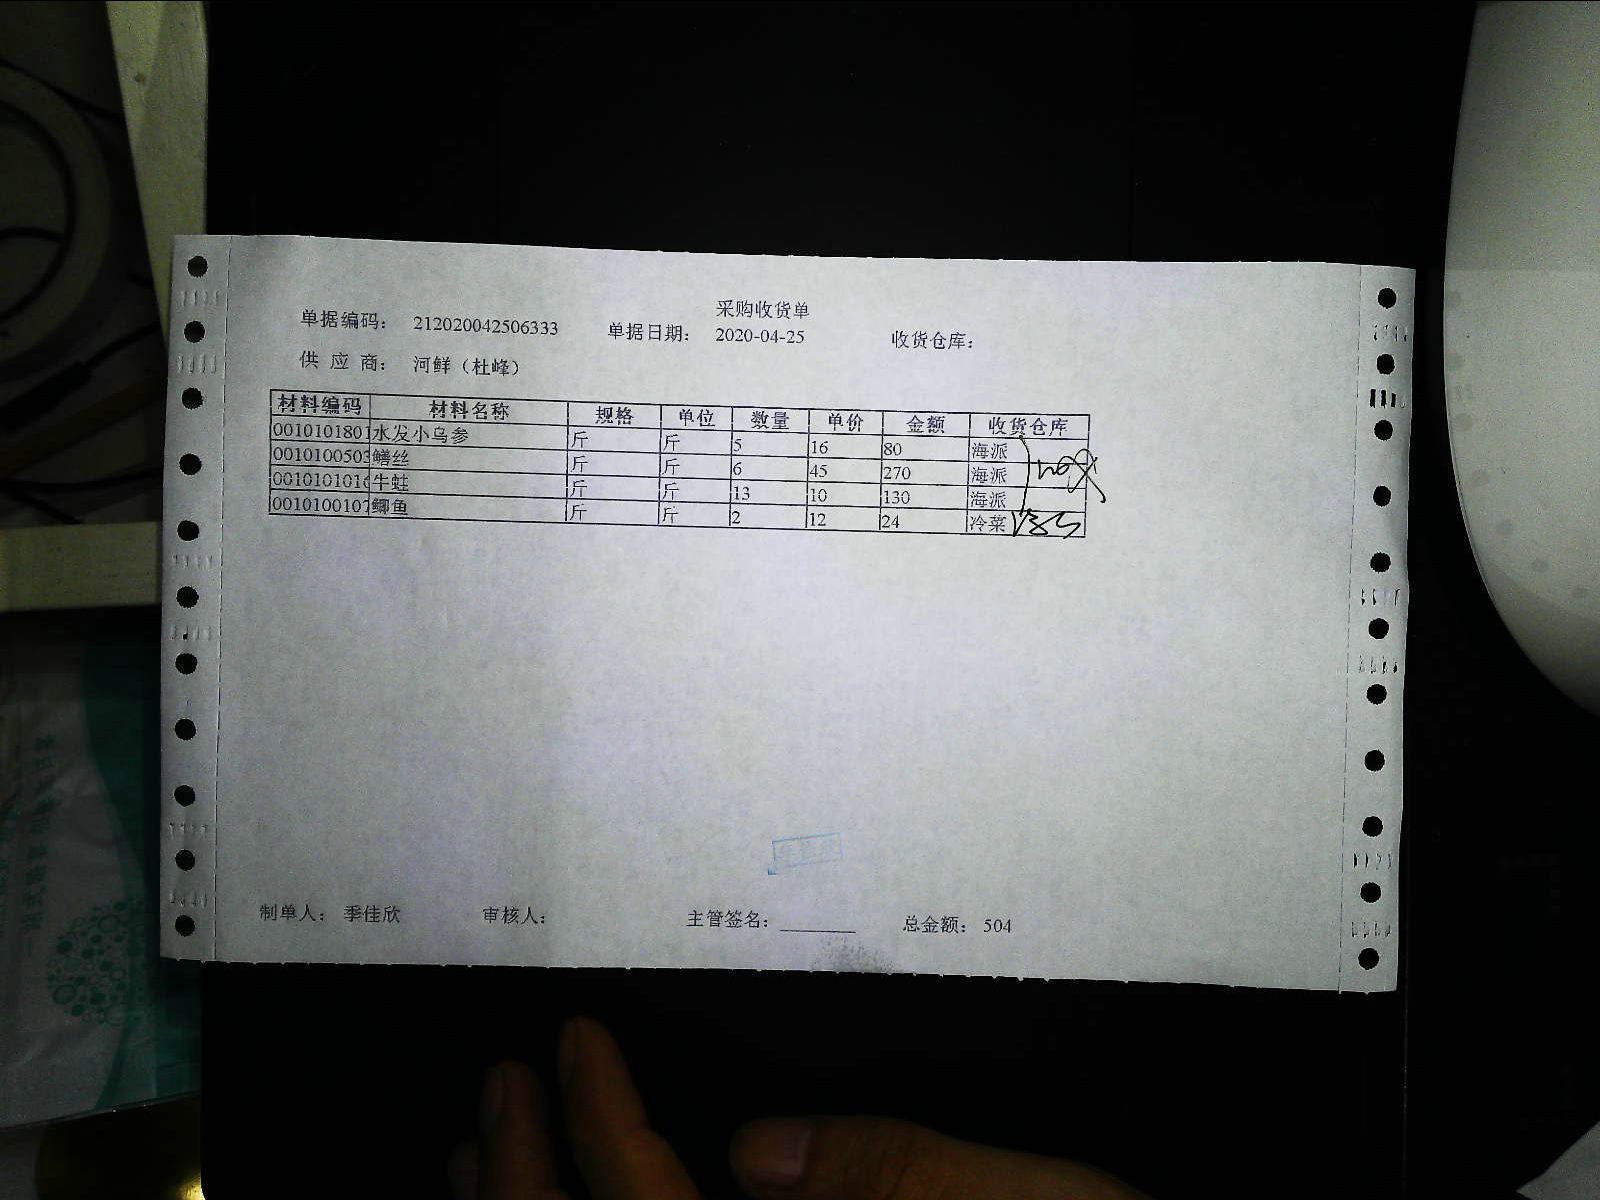 采购收货单
单据编码： 212020042506333 单据日期： 2020-04-25 收货仓库：
供 应 商： 河鲜（杜峰）
材料编码 材料名称 规格 单位 数量 单价 金额 收货仓库
0010101801 水发小乌参 斤 斤 5 16 80 海派
0010100503 鳝丝 斤 斤 6 45 270 海派
0010101016 牛蛙 斤 斤 13 10 130 海派
0010100107 鲫鱼 斤 斤 2 12 24 冷菜
制单人： 季佳欣 审核人： 主管签名： 总金额： 504